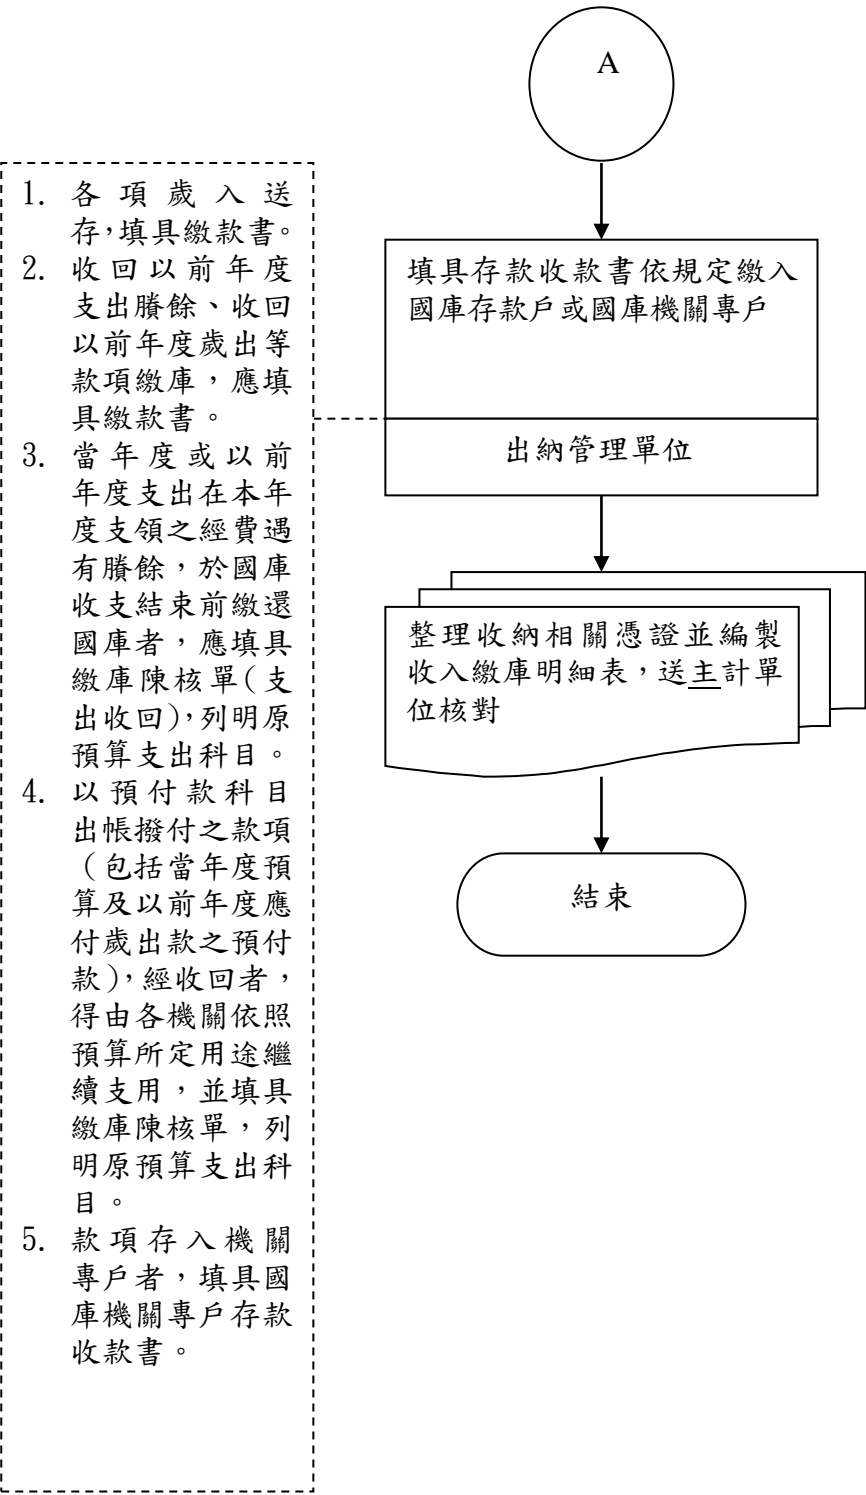 A
1. 各項歲入送
存，填具繳款書。
2. 收回以前年度
支出賸餘、收回
以前年度歲出等
款項繳庫，應填
具繳款書。
3. 當年度或以前
年度支出在本年
度支領之經費遇
有賸餘，於國庫
收支結束前繳還
國庫者，應填具
繳庫陳核單(支
出收回)，列明原
預算支出科目。
4. 以預付款科目
出帳撥付之款項
（包括當年度預
算及以前年度應
付歲出款之預付
款)，經收回者，
得由各機關依照
預算所定用途繼
續支用，並填具
繳庫陳核單，列
明原預算支出科
目。
5. 款項存入機關
專戶者，填具國
庫機關專戶存款
收款書。
填具存款收款書依規定繳入
國庫存款戶或國庫機關專戶
出納管理單位
整理收納相關憑證並編製
收入繳庫明細表，送主計單
位核對
結束